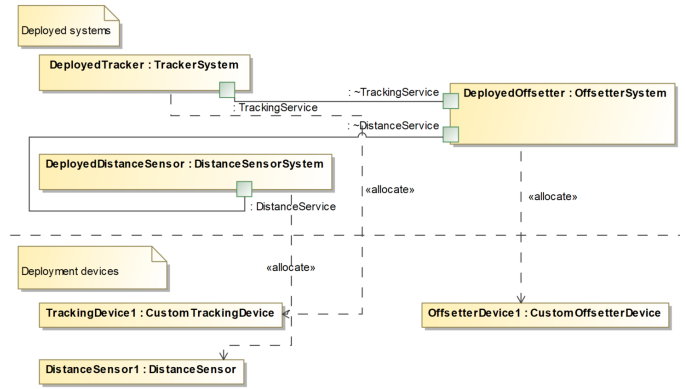 Deployed systems
DeployedTracker : TrackerSystem
: ~TrackingService
DeployedOffsetter : OffsetterSystem
: TrackingService
: ~DistanceService
DeployedDistanceSensor : DistanceSensorSystem
«allocate»
«allocate»
: DistanceService
Deployment devices
«allocate»
TrackingDevice1 : CustomTrackingDevice
OffsetterDevice1 : CustomOffsetterDevice
DistanceSensor1 : DistanceSensor